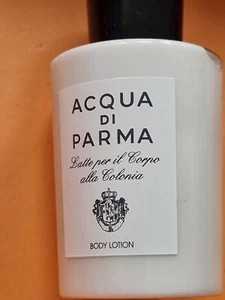 ACQUA
DI
PARMA
Latte per il Corpo
alla Colonia
BODY LOTION